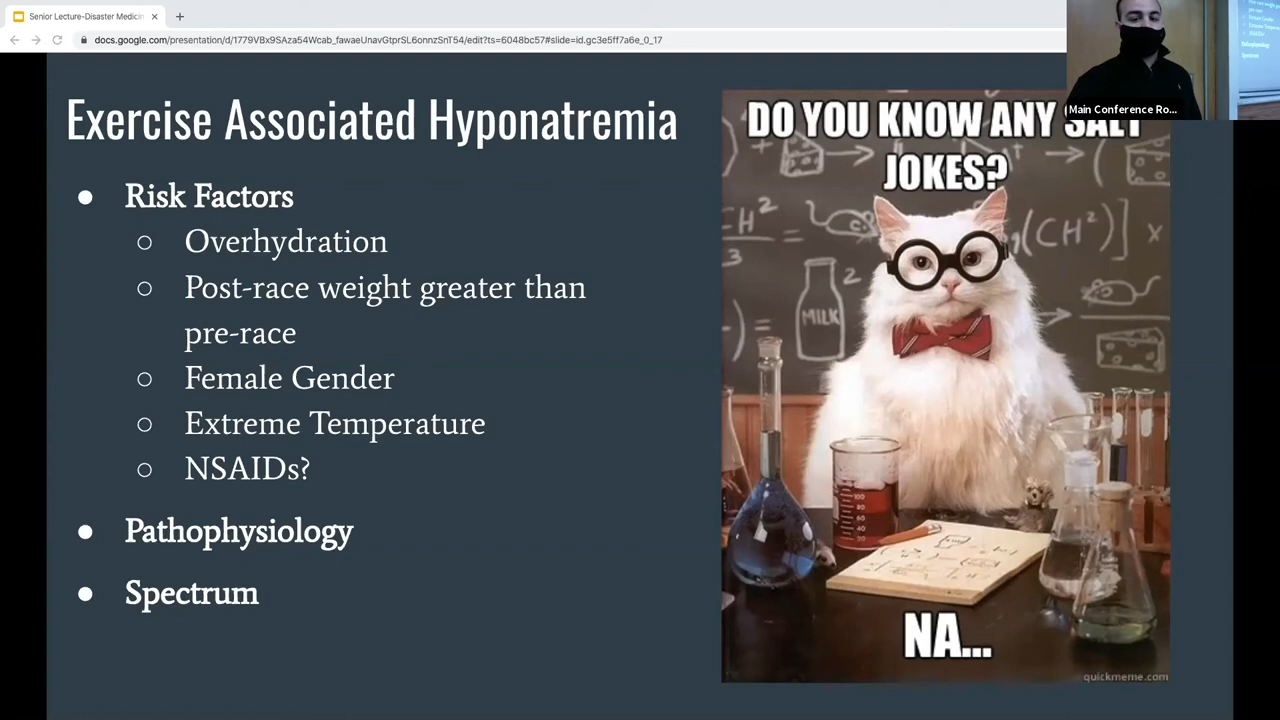 Senior Lecture-Disaster Medicin
docs.google.com/presentation/d/1779VBx9SAza54Wcab_fawaeUnavGtprSL6onnzSnT54/edit?ts=6048bc57#slide=id.gc3e5ff7a6e_0_17
Main Conference Ro...
Exercise Associated Hyponatremia
● Risk Factors
○ Overhydration
○ Post-race weight greater than
pre-race
○ Female Gender
○ Extreme Temperature
○ NSAIDs?
● Pathophysiology
● Spectrum
DO YOU KNOW ANY SALT
JOKES?
MILK
NA...
quickmeme.com